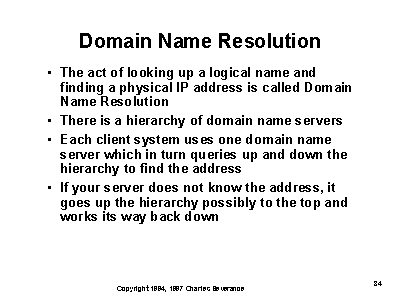 Domain Name Resolution
• The act of looking up a logical name and
finding a physical IP address is called Domain
Name Resolution
• There is a hierarchy of domain name servers
• Each client system uses one domain name
server which in turn queries up and down the
hierarchy to find the address
• If your server does not know the address, it
goes up the hierarchy possibly to the top and
works its way back down
Copyright 1994, 1997 Charles Severance
84